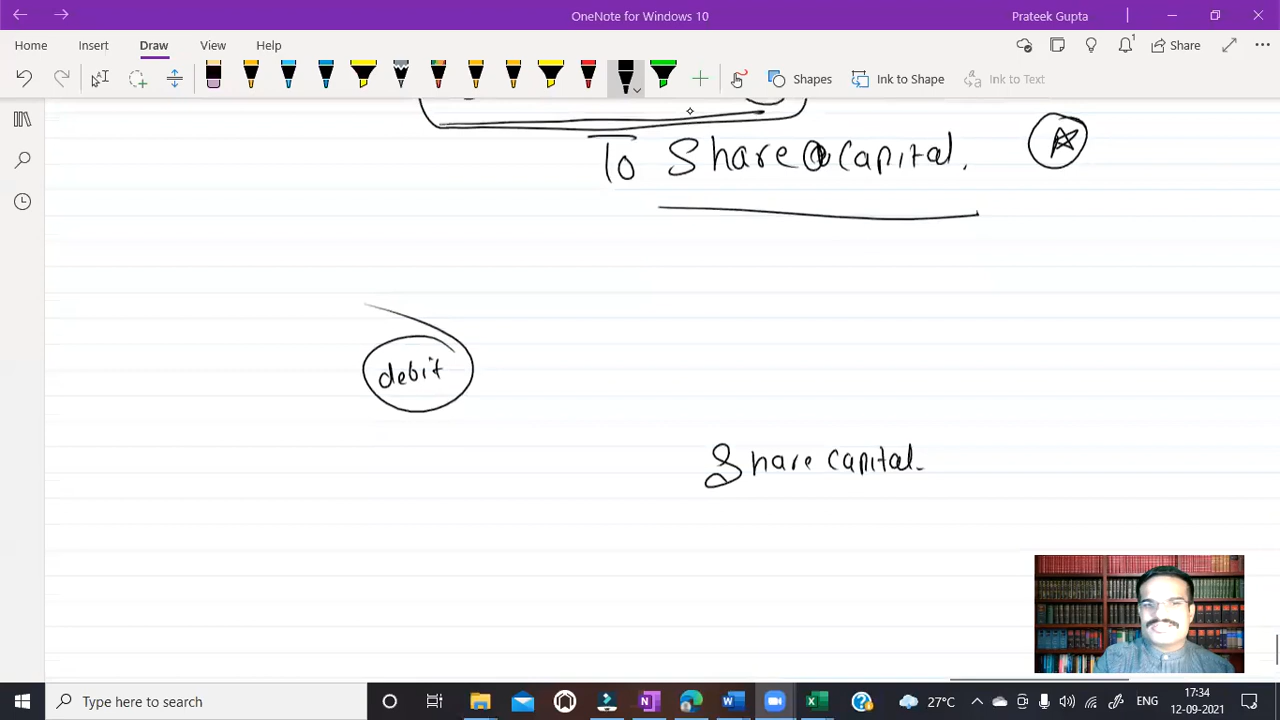 OneNote for Windows 10
Prateek Gupta
Home Insert Draw View Help
Share
Shapes Ink to Shape Ink to Text
To Share Capital.
debit
Share capital.
Type here to search
27°C
ENG
17:34
12-09-2021